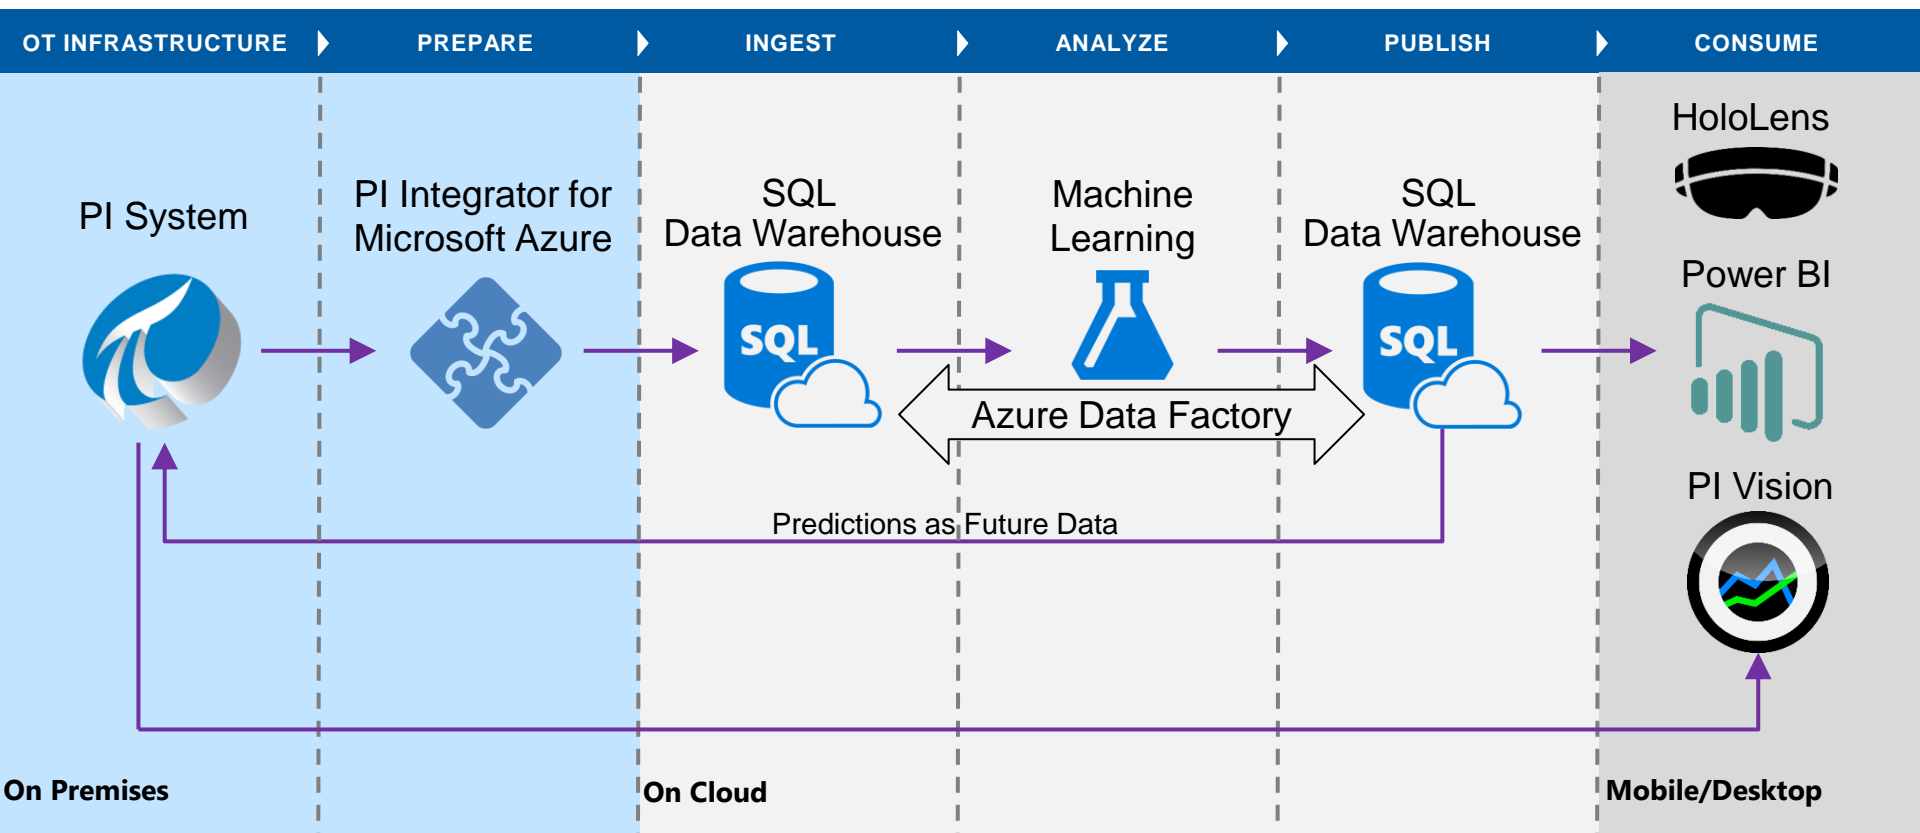 OT INFRASTRUCTURE
PREPARE
INGEST
ANALYZE
PUBLISH
CONSUME
PI System
PI Integrator for
Microsoft Azure
SQL
Data Warehouse
SQL
Machine
Learning
SQL
Data Warehouse
SQL
Azure Data Factory
Predictions as Future Data
HoloLens
Power BI
PI Vision
On Premises
On Cloud
Mobile/Desktop